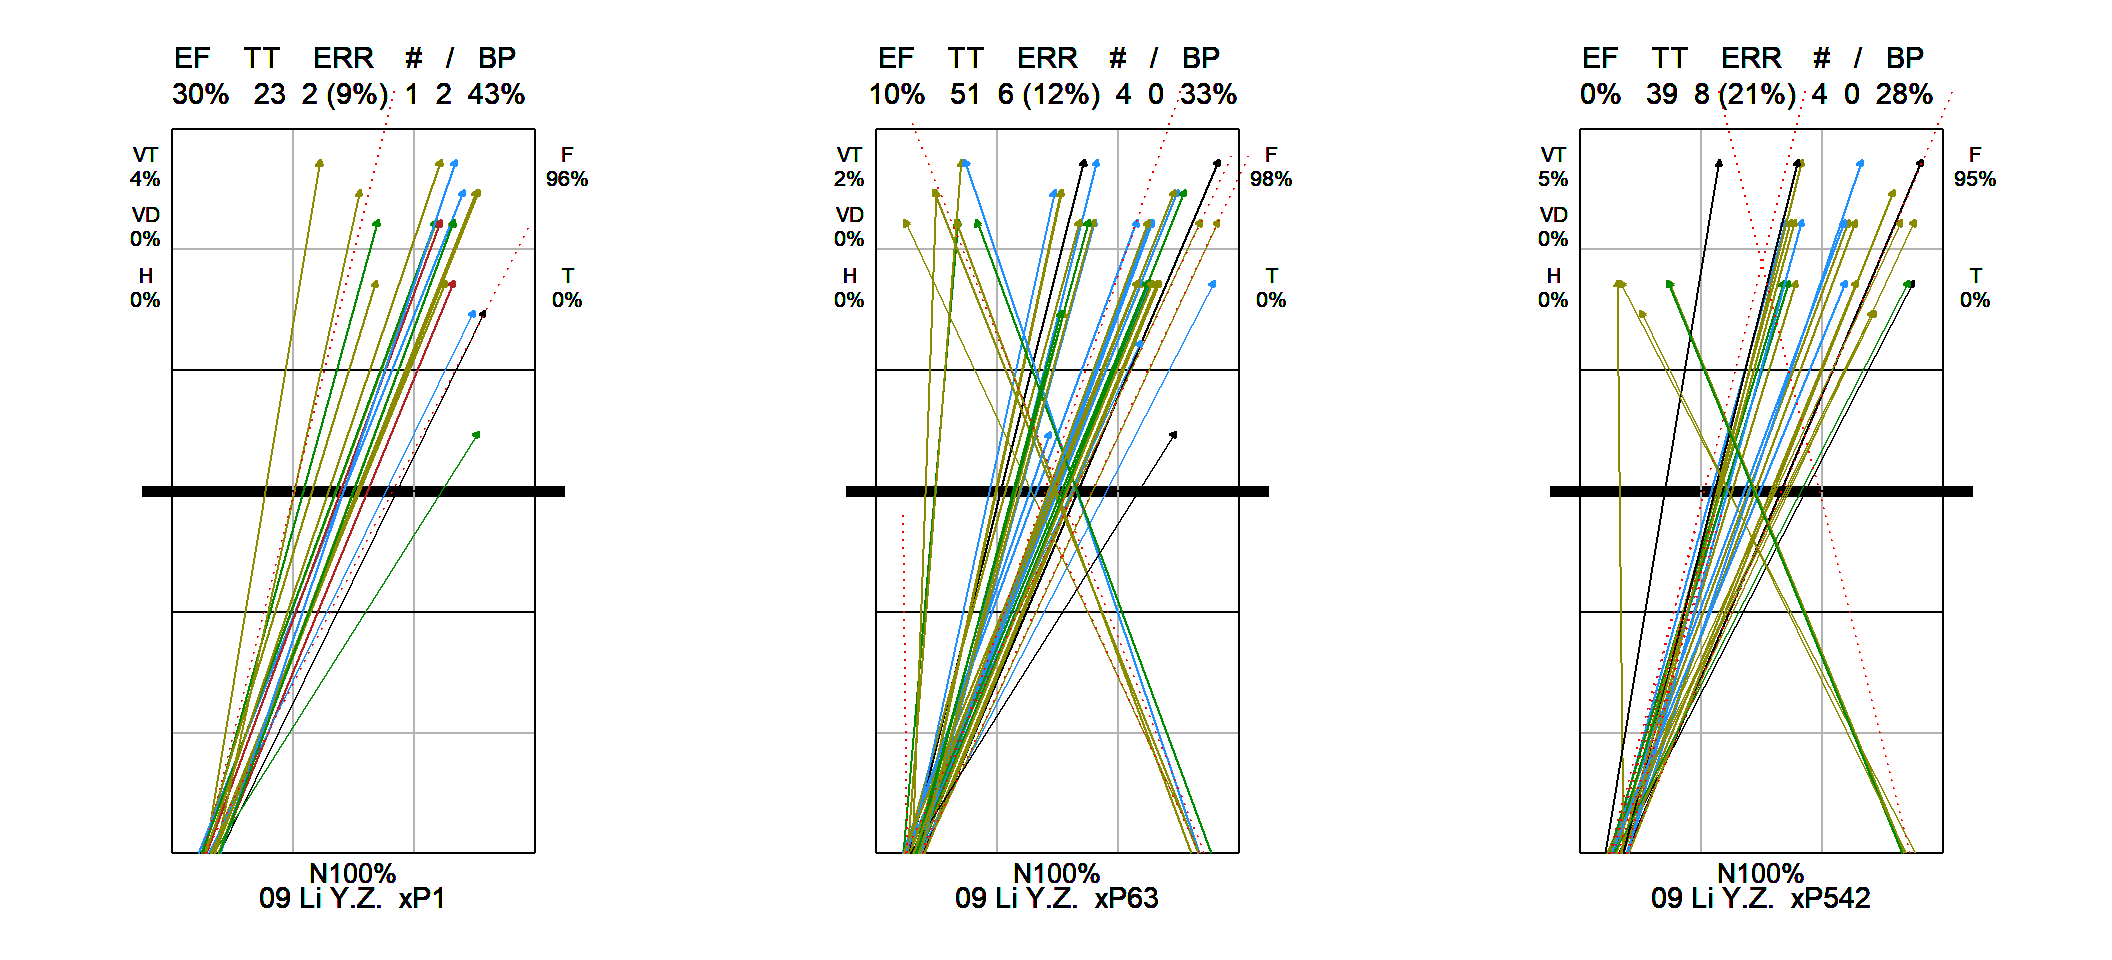 EF TT ERR # / BP
30% 23 2 (9%) 1 2 43%
VT
4%
VD
0%
H
0%
F
96%
T
0%
N100%
09 Li Y.Z. xP1
EF TT ERR # / BP
10% 51 6 (12%) 4 0 33%
VT
2%
VD
0%
H
0%
F
98%
T
0%
N100%
09 Li Y.Z. xP63
EF TT ERR # / BP
0% 39 8 (21%) 4 0 28%
VT
5%
VD
0%
H
0%
F
95%
T
0%
N100%
09 Li Y.Z. xP542